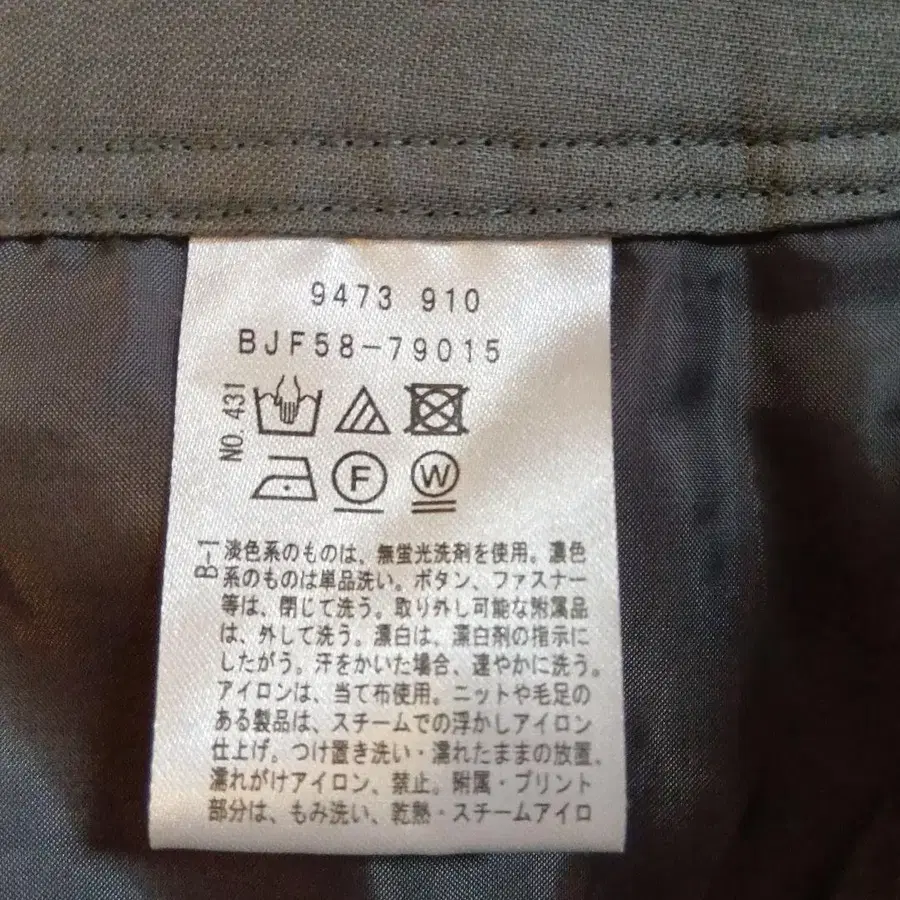 9473 910
BJF58-79015
NO.431
F
W
B-1
淡色系のものは、無蛍光洗剤を使用。濃色
系のものは単品洗い。ボタン、ファスナー
等は、閉じて洗う。取り外し可能な附属品
は、外して洗う。漂白は、漂白剤の指示に
したがう。汗をかいた場合、速やかに洗う。
アイロンは、当て布使用。ニットや毛足の
ある製品は、スチームでの浮かしアイロン
仕上げ。つけ置き洗い・濡れたままの放置、
濡れがけアイロン、禁止。附属・プリント
部分は、もみ洗い、乾熱・スチームアイロ